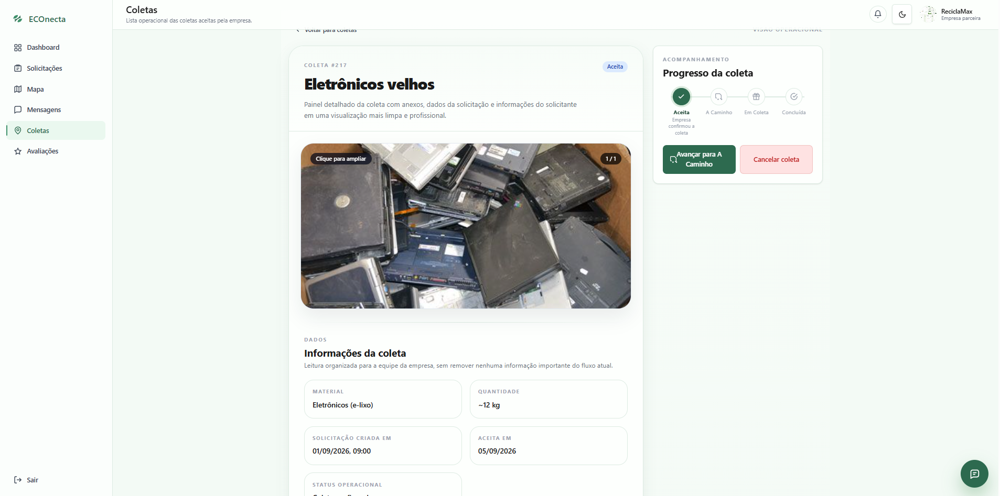 ECOnecta
Dashboard
Solicitações
Mapa
Mensagens
Coletas
Avaliações
Sair
Coletas
Lista operacional das coletas aceitas pela empresa.
ReciclaMax
Empresa parceira
Voltar para coletas
VISÃO OPERACIONAL
COLETA #217
Aceita
Eletrônicos velhos
Painel detalhado da coleta com anexos, dados da solicitação e informações do solicitante
em uma visualização mais limpa e profissional.
Clique para ampliar
1 / 1
DADOS
Informações da coleta
Leitura organizada para a equipe da empresa, sem remover nenhuma informação importante do fluxo atual.
MATERIAL
Eletrônicos (e-lixo)
QUANTIDADE
~12 kg
SOLICITAÇÃO CRIADA EM
01/09/2026, 09:00
ACEITA EM
05/09/2026
STATUS OPERACIONAL
ACOMPANHAMENTO
Progresso da coleta
Aceita
Empresa
confirmou a
coleta
A Caminho
Em Coleta
Concluída
Avançar para A
Caminho
Cancelar coleta